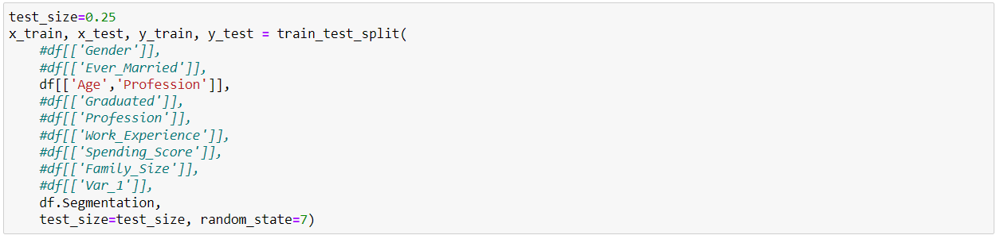 test_size=0.25
x_train, x_test, y_train, y_test = train_test_split(
    #df[['Gender']],
    #df[['Ever_Married']],
    df[['Age','Profession']],
    #df[['Graduated']],
    #df[['Profession']],
    #df[['Work_Experience']],
    #df[['Spending_Score']],
    #df[['Family_Size']],
    #df[['Var_1']],
    df.Segmentation,
    test_size=test_size, random_state=7)